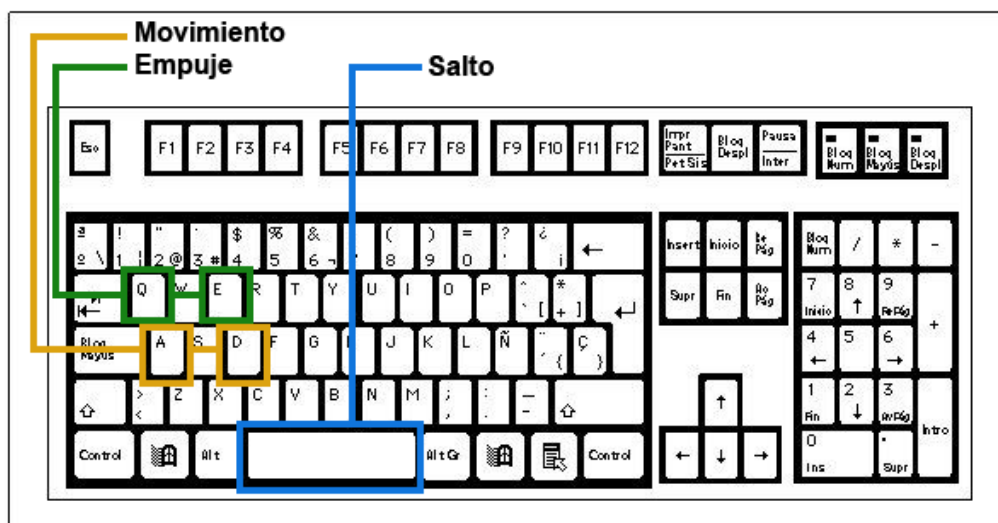 Movimiento
Empuje
Salto
Esc F1 F2 F3 F4 F5 F6 F7 F8 F9 F10 F11 F12
Impr Pant PetSis
Bloq Despl
Pausa Inter
Bloq Num
Bloq Mayús
Bloq Despl
ª ! " · $ % & ( ) = ? ¿
º \ 1 ¦ 2 @ 3 # 4 5 6 ¬ ' 8 9 0 ' ¡ ←
Insert Inicio Re Pág
Bloq Num / * -
Q W E R T Y U I O P ^ ` [ * + ]
Supr Fin Av Pág
7 Inicio 8 ↑ 9 RePág +
Bloq Mayús A S D F G J K L Ñ ¨ ´ { Ç }
4 ← 5 6 →
> < Z X C V B N M ; , : . _ -
↑
1 Fin 2 ↓ 3 AvPág Intro
Control Alt Alt Gr Control
← ↓ →
0 Ins . Supr